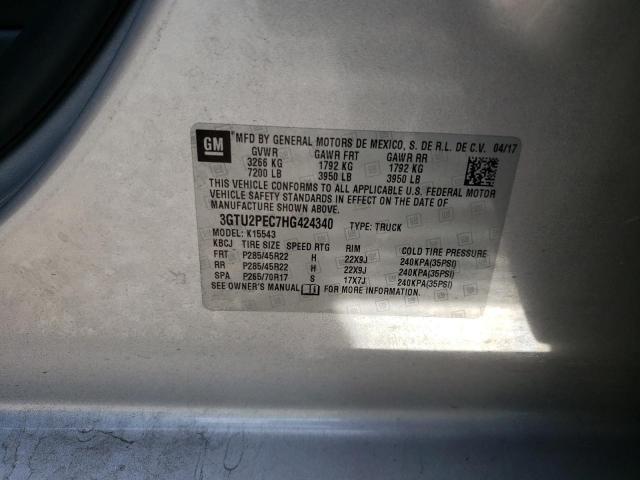 GM MFD BY GENERAL MOTORS DE MEXICO, S. DE R.L. DE C.V. 04/17
GVWR GAWR FRT GAWR RR
3266 KG 1792 KG 1792 KG
7200 LB 3950 LB 3950 LB
THIS VEHICLE CONFORMS TO ALL APPLICABLE U.S. FEDERAL MOTOR
VEHICLE SAFETY STANDARDS IN EFFECT ON THE DATE OF
MANUFACTURE SHOWN ABOVE.
3GTU2PEC7HG424340 TYPE: TRUCK
MODEL: K15543
KBCJ TIRE SIZE SPEED RTG RIM COLD TIRE PRESSURE
FRT P285/45R22 H 22X9J 240KPA(35PSI)
RR P285/45R22 H 22X9J 240KPA(35PSI)
SPA P265/70R17 S 17X7J 240KPA(35PSI)
SEE OWNER'S MANUAL FOR MORE INFORMATION.